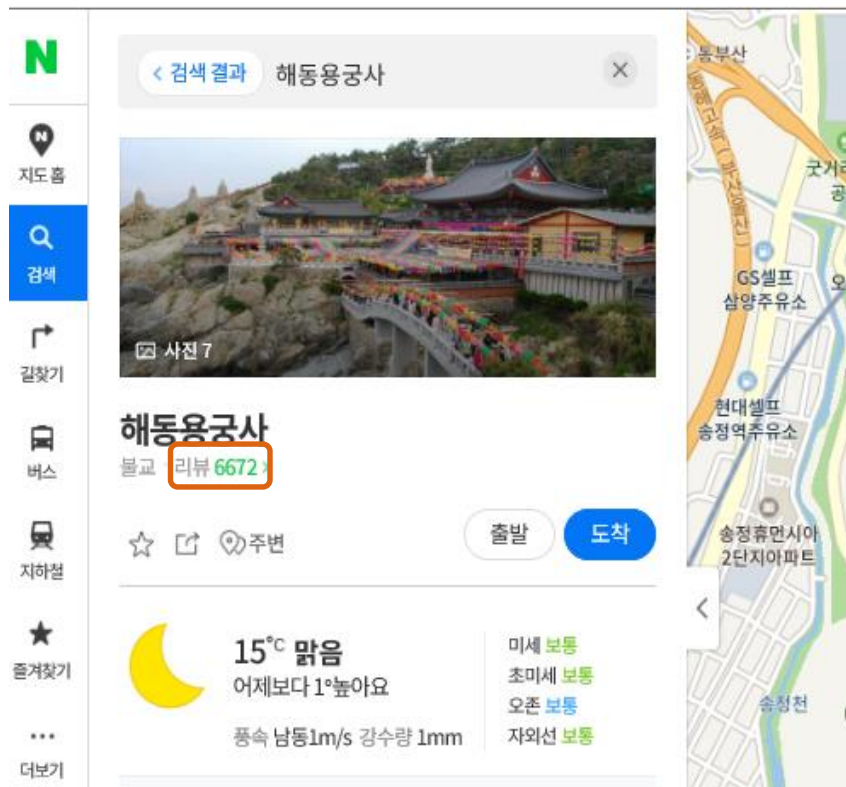 N
지도 홈
검색
길찾기
버스
지하철
즐겨찾기
더보기
검색 결과
해동용궁사
사진 7
해동용궁사
불교 리뷰 6672
주변
출발
도착
15°C 맑음
어제보다 1°높아요
풍속 남동1m/s 강수량 1mm
미세 보통
초미세 보통
오존 보통
자외선 보통
동부산
GS셀프
삼양주유소
현대셀프
송정역주유소
송정휴먼시아
2단지아파트
송정천